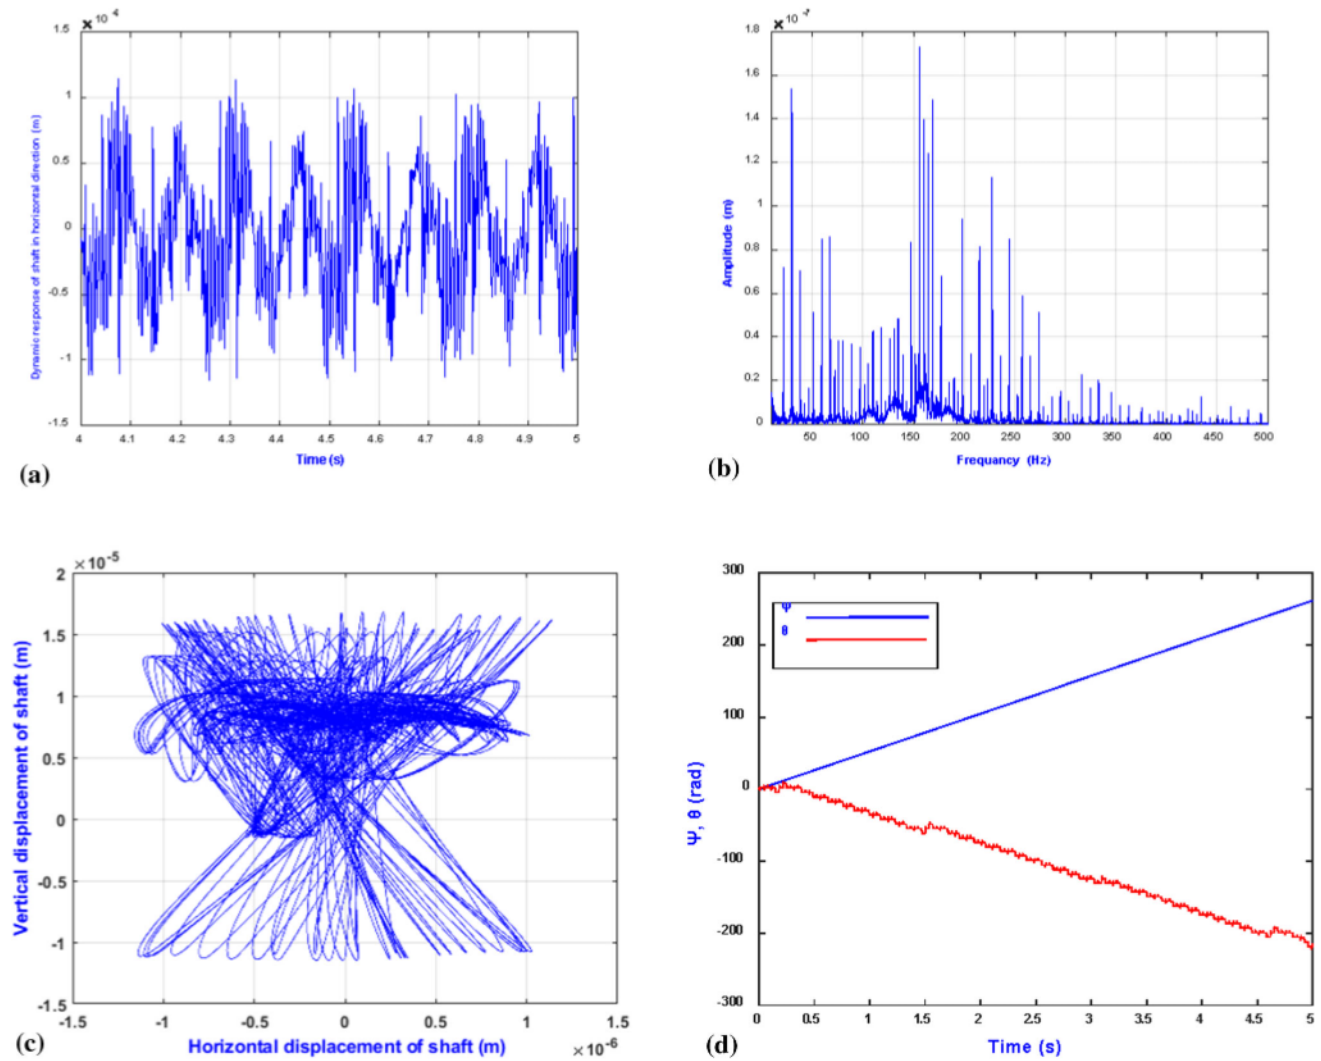 × 10⁻⁴
1.5
1
0.5
0
-0.5
-1
-1.5
Dynamic response of shaft in horizontal direction (m)
4 4.1 4.2 4.3 4.4 4.5 4.6 4.7 4.8 4.9 5
Time (s)
(a)
1.8
1.6
1.4
1.2
1
0.8
0.6
0.4
0.2
0
Amplitude (m)
50 100 150 200 250 300 350 400 450 500
Frequancy (Hz)
(b)
× 10⁻⁵
2
1.5
1
0.5
0
-0.5
-1
-1.5
Vertical displacement of shaft (m)
-1.5 -1 -0.5 0 0.5 1 1.5
Horizontal displacement of shaft (m)
× 10⁻⁶
(c)
300
200
100
0
-100
-200
-300
Ψ, θ (rad)
ψ
θ
0 0.5 1 1.5 2 2.5 3 3.5 4 4.5 5
Time (s)
(d)